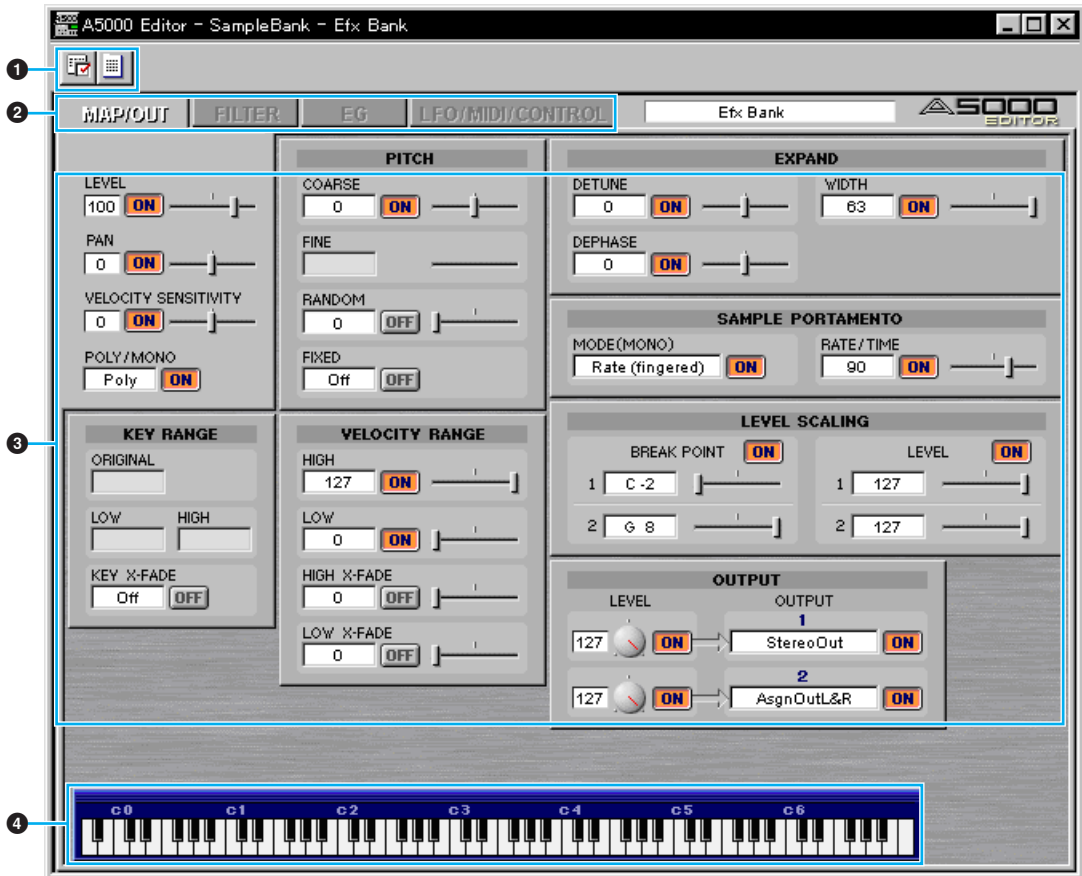 A5000 Editor - SampleBank - Efx Bank
1
2
MAP/OUT FILTER EG LFO/MIDI/CONTROL Efx Bank A5000 EDITOR
LEVEL
100 ON
PAN
0 ON
VELOCITY SENSITIVITY
0 ON
POLY/MONO
Poly ON
PITCH
COARSE
0 ON
FINE
RANDOM
0 OFF
FIXED
Off OFF
EXPAND
DETUNE WIDTH
0 ON 63 ON
DEPHASE
0 ON
SAMPLE PORTAMENTO
MODE(MONO) RATE/TIME
Rate (fingered) ON 90 ON
3
KEY RANGE
ORIGINAL
LOW HIGH
KEY X-FADE
Off OFF
VELOCITY RANGE
HIGH
127 ON
LOW
0 ON
HIGH X-FADE
0 OFF
LOW X-FADE
0 OFF
LEVEL SCALING
BREAK POINT ON LEVEL ON
1 C -2 1 127
2 G 8 2 127
OUTPUT
LEVEL OUTPUT
1
127 ON StereoOut ON
2
127 ON AsgnOutL&R ON
4
C0 C1 C2 C3 C4 C5 C6